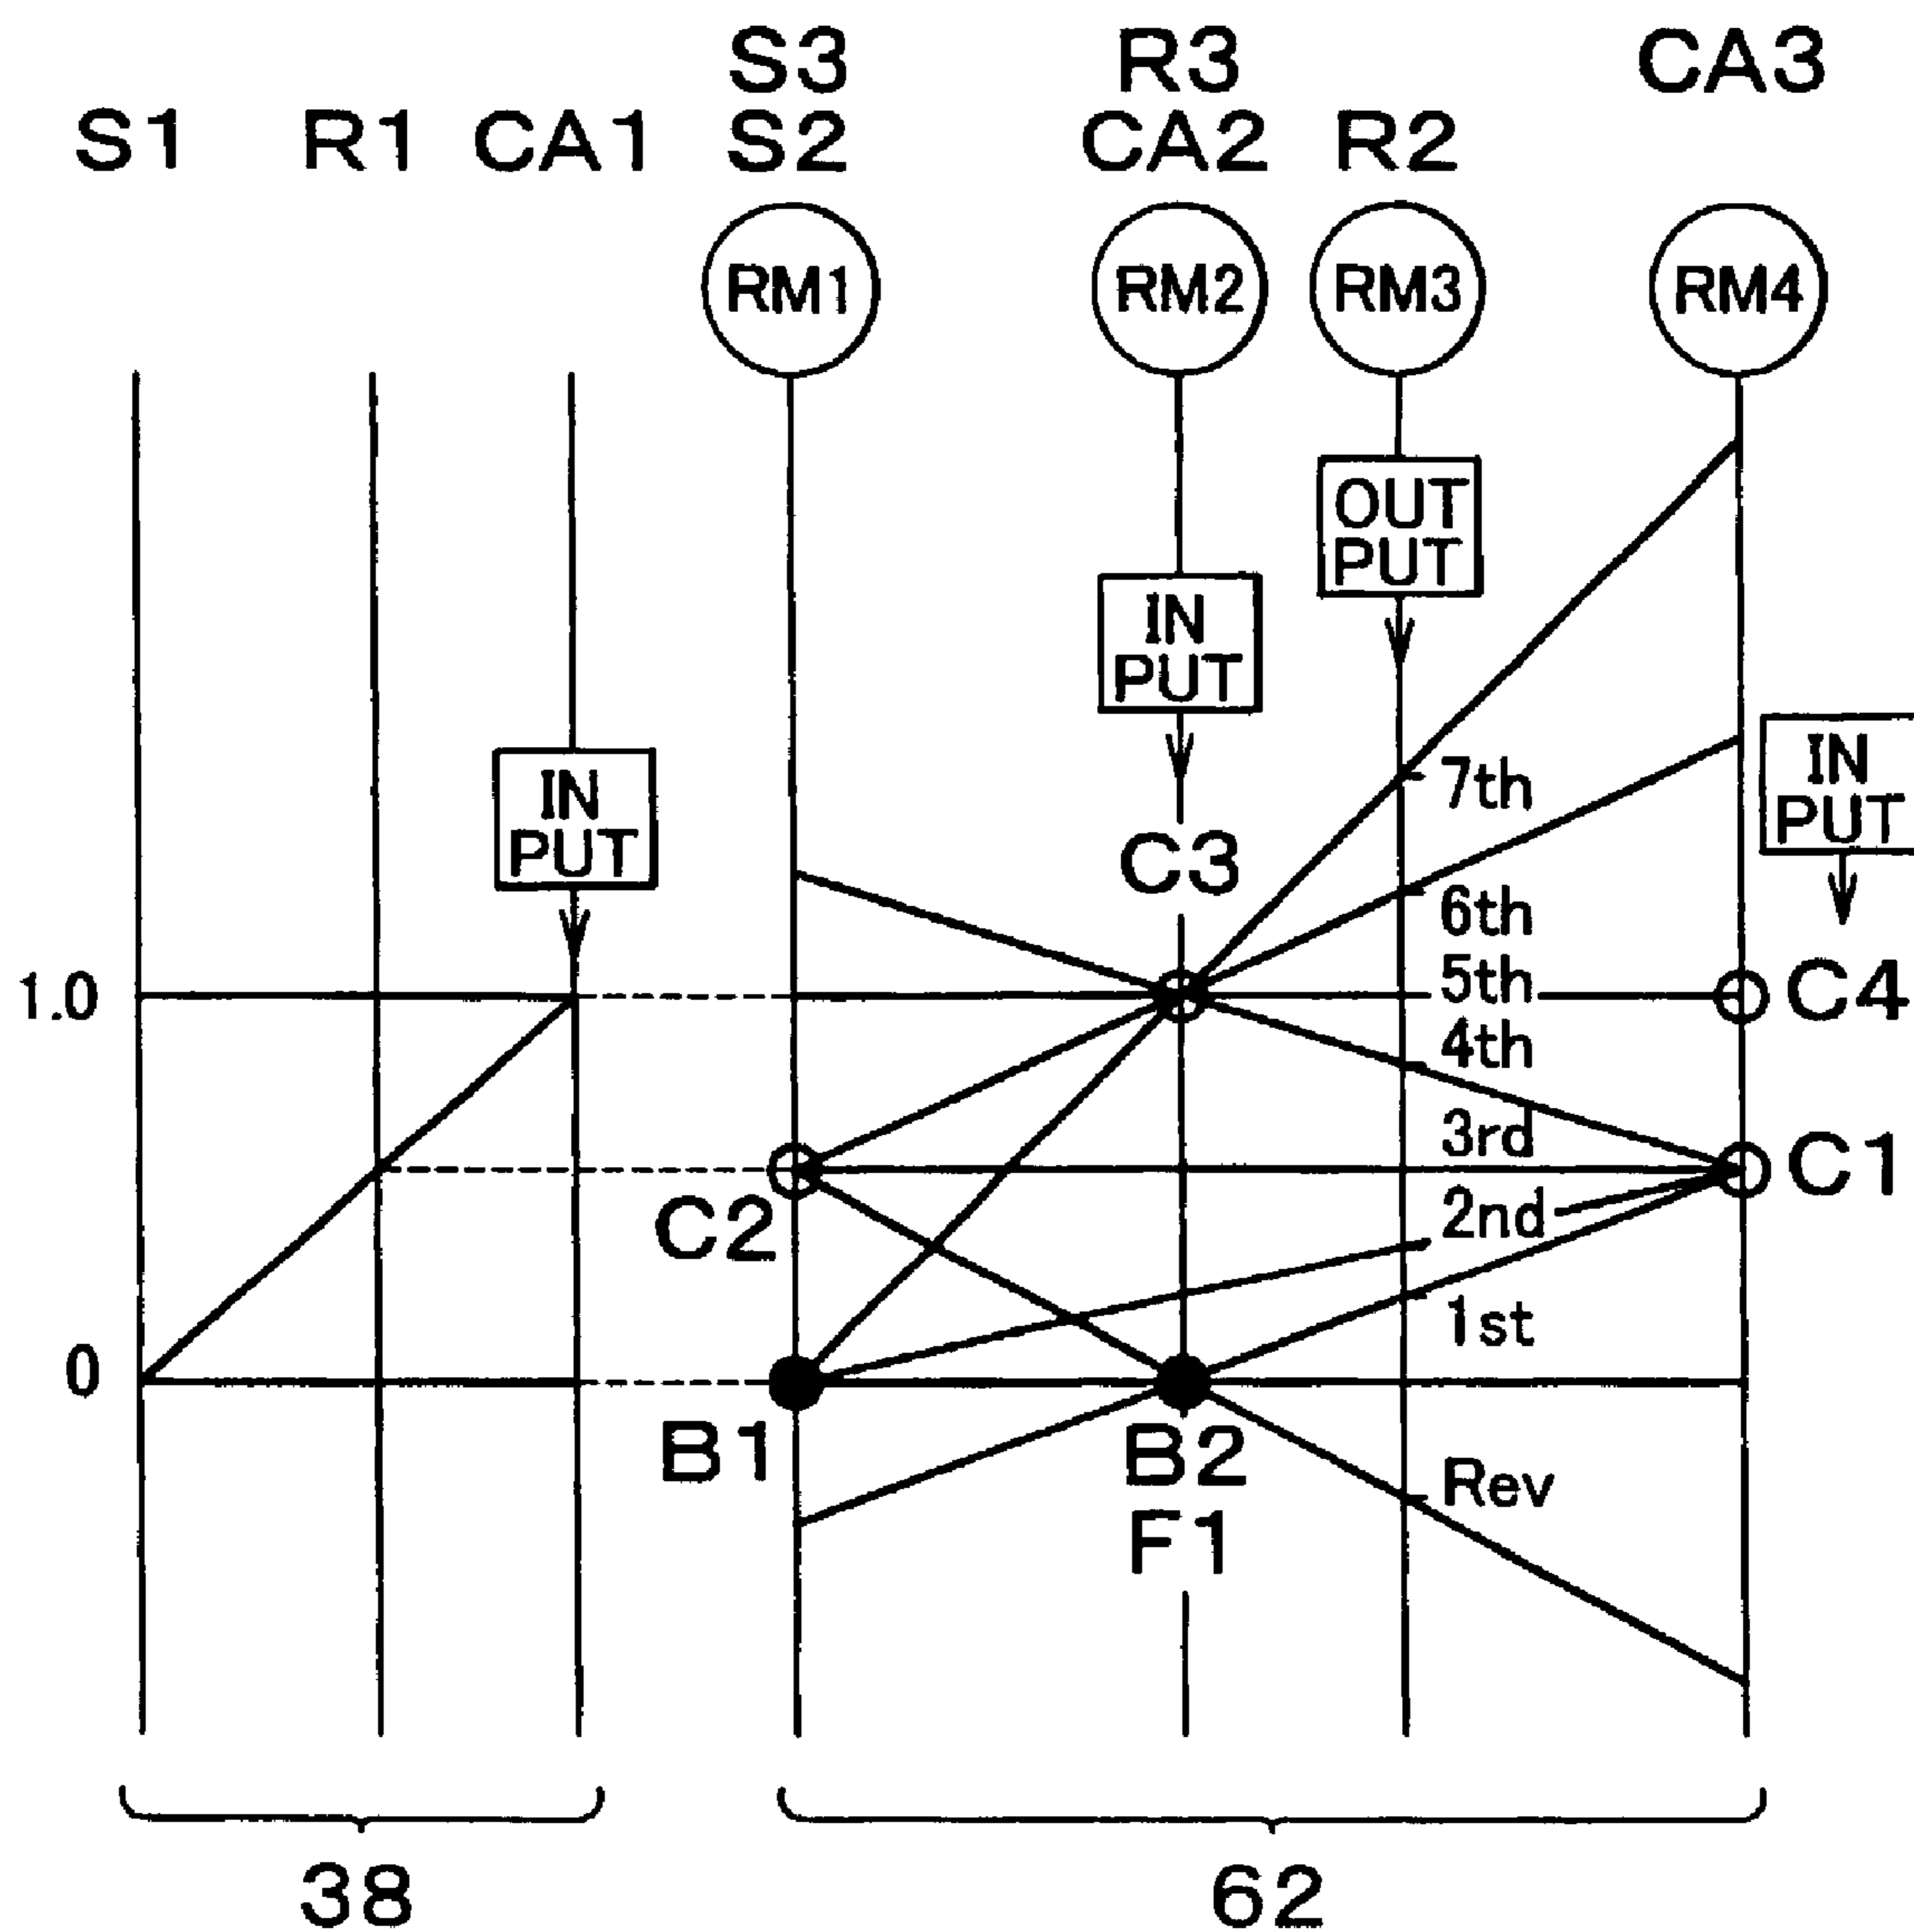 S3 R3 CA3
S1 R1 CA1 S2 CA2 R2
RM1 RM2 RM3 RM4
OUT
PUT
IN
PUT
IN
PUT
IN
PUT
7th
C3
6th
1.0
5th
C4
4th
3rd
C1
C2
2nd
1st
0
B1
B2
Rev
F1
38
62